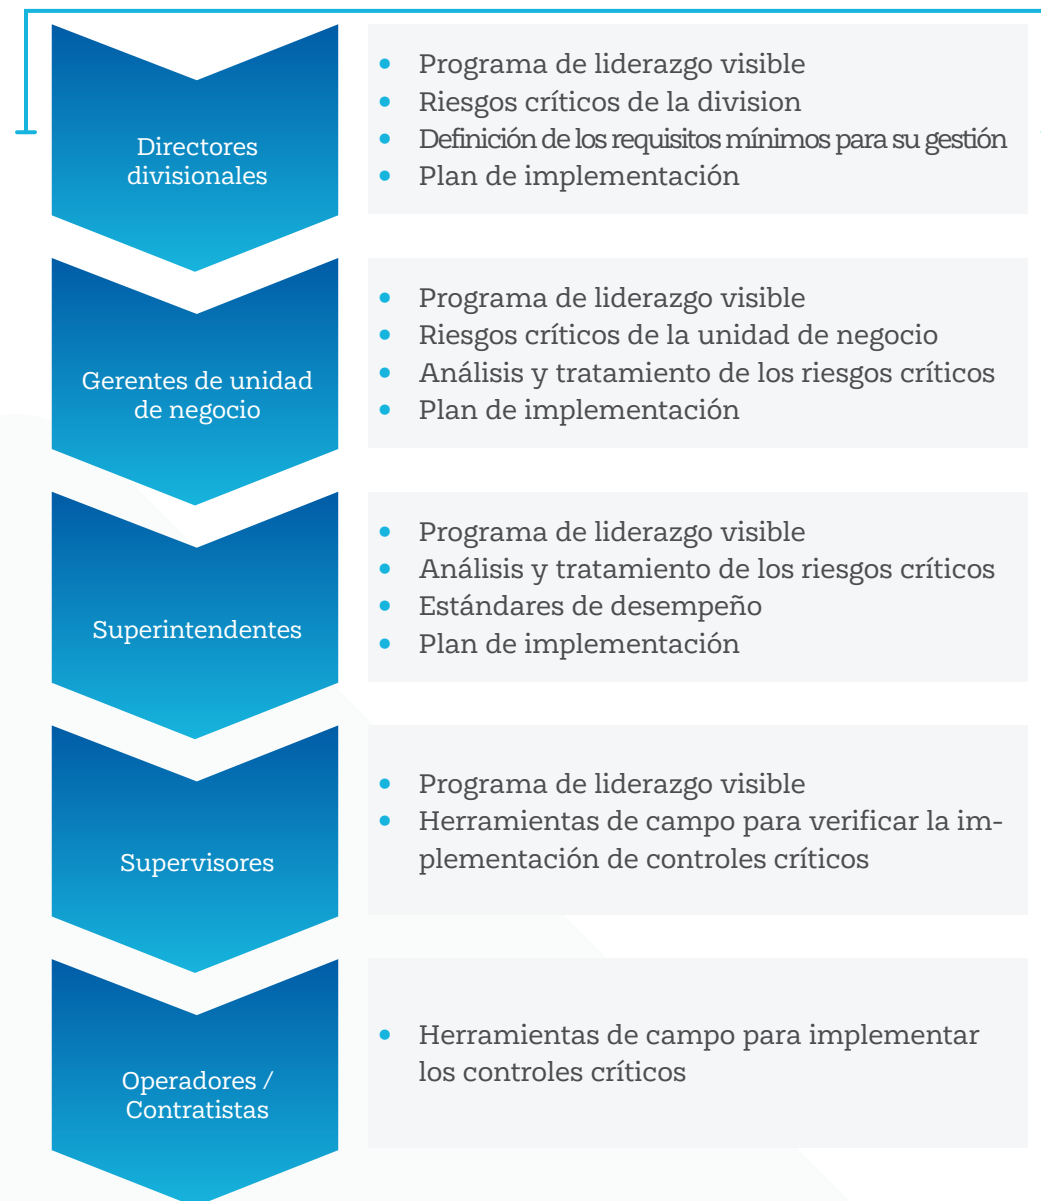 Directores
divisionales
• Programa de liderazgo visible
• Riesgos críticos de la division
• Definición de los requisitos mínimos para su gestión
• Plan de implementación
Gerentes de unidad
de negocio
• Programa de liderazgo visible
• Riesgos críticos de la unidad de negocio
• Análisis y tratamiento de los riesgos críticos
• Plan de implementación
Superintendentes
• Programa de liderazgo visible
• Análisis y tratamiento de los riesgos críticos
• Estándares de desempeño
• Plan de implementación
Supervisores
• Programa de liderazgo visible
• Herramientas de campo para verificar la im-
plementación de controles críticos
Operadores /
Contratistas
• Herramientas de campo para implementar
los controles críticos